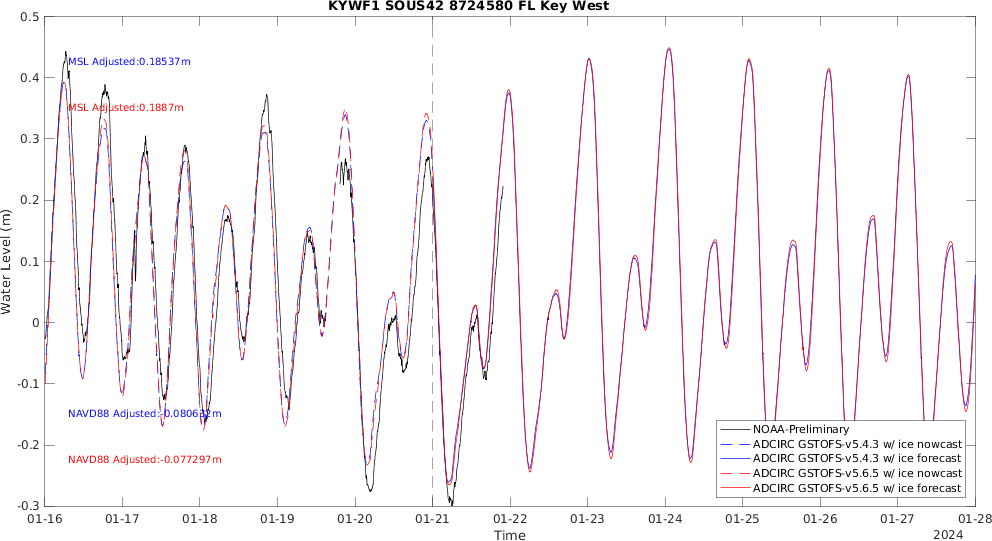 KYWF1 SOUS42 8724580 FL Key West
0.5
0.4
0.3
0.2
0.1
0
-0.1
-0.2
-0.3
Water Level (m)
MSL Adjusted:0.18537m
MSL Adjusted:0.1887m
NAVD88 Adjusted:-0.080632m
NAVD88 Adjusted:-0.077297m
NOAA-Preliminary
ADCIRC GSTOFS-v5.4.3 w/ ice nowcast
ADCIRC GSTOFS-v5.4.3 w/ ice forecast
ADCIRC GSTOFS-v5.6.5 w/ ice nowcast
ADCIRC GSTOFS-v5.6.5 w/ ice forecast
01-16 01-17 01-18 01-19 01-20 01-21 01-22 01-23 01-24 01-25 01-26 01-27 01-28
Time
2024